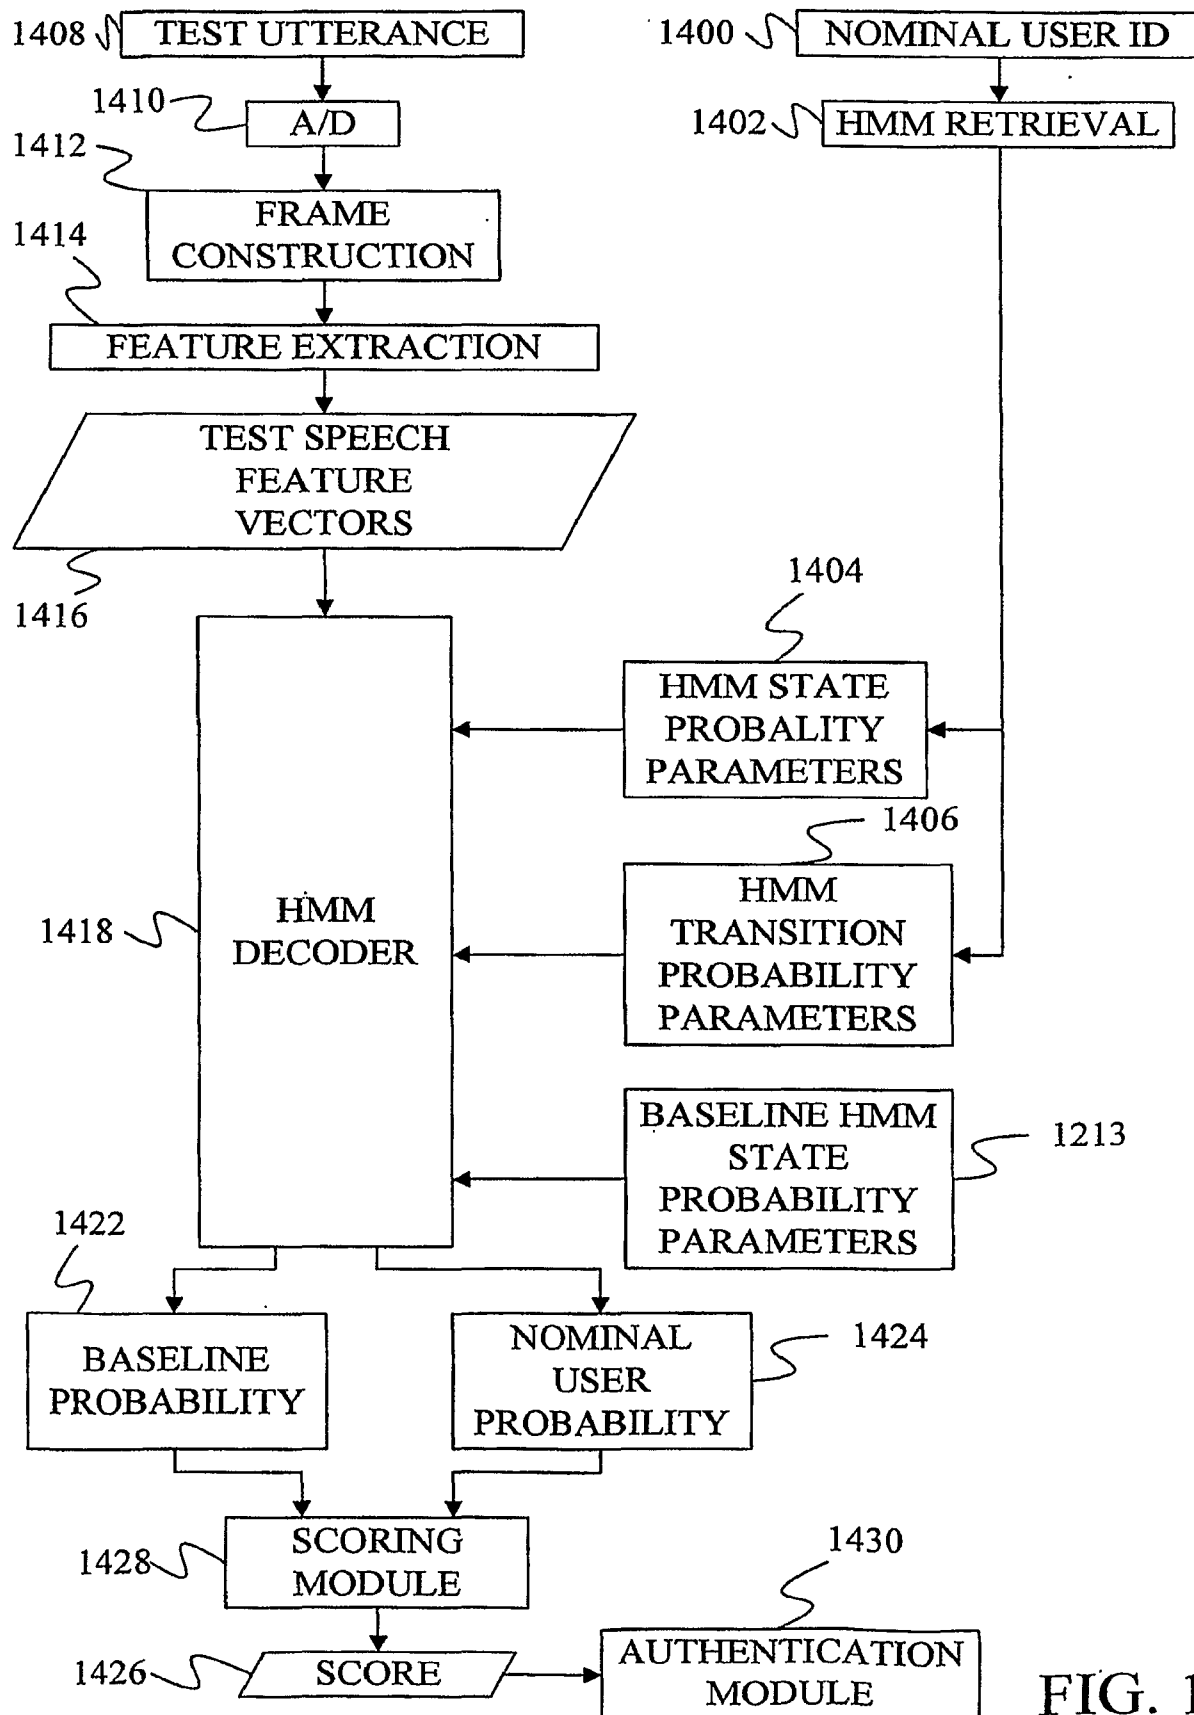 1408 TEST UTTERANCE
1400 NOMINAL USER ID
1410 A/D
1402 HMM RETRIEVAL
1412
FRAME
CONSTRUCTION
1414
FEATURE EXTRACTION
TEST SPEECH
FEATURE
VECTORS
1416
1404
HMM STATE
PROBALITY
PARAMETERS
1406
HMM
TRANSITION
PROBABILITY
PARAMETERS
1418
HMM
DECODER
BASELINE HMM
STATE
PROBABILITY
PARAMETERS
1213
1422
BASELINE
PROBABILITY
NOMINAL
USER
PROBABILITY
1424
1428
SCORING
MODULE
1430
1426 SCORE
AUTHENTICATION
MODULE
FIG. 1